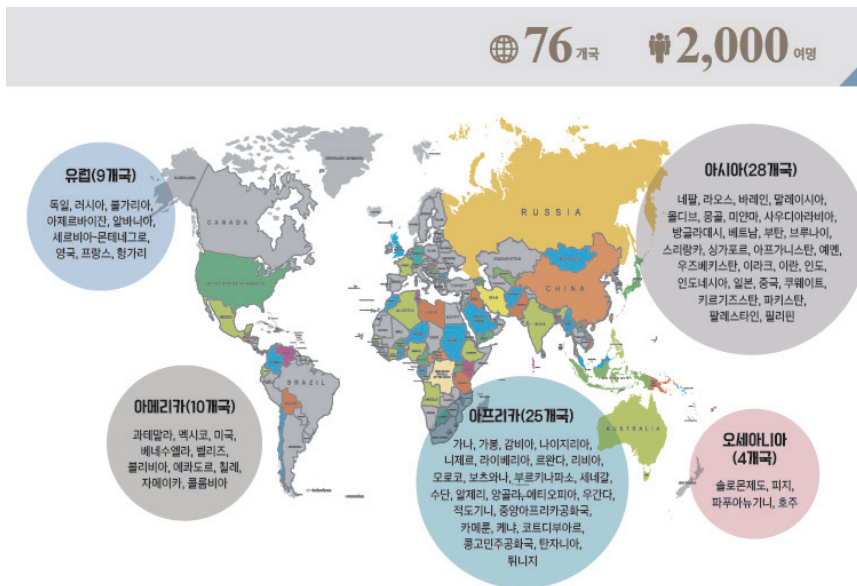 76 개국
2,000 여명
유럽(9개국)
독일, 러시아, 불가리아,
아제르바이잔, 알바니아,
세르비아-몬테네그로,
영국, 프랑스, 헝가리
아시아(28개국)
네팔, 라오스, 바레인, 말레이시아,
몰디브, 몽골, 미얀마, 사우디아라비아,
방글라데시, 베트남, 부탄, 브루나이,
스리랑카, 싱가포르, 아프가니스탄, 예멘,
우즈베키스탄, 이라크, 이란, 인도,
인도네시아, 일본, 중국, 쿠웨이트,
키르기즈스탄, 파키스탄,
팔레스타인, 필리핀
CANADA
RUSSIA
KAZAKHSTAN
CHINA
TURKEY
IRAN
ALGERIA
LIBYA
EGYPT
INDIA
MEXICO
BRAZIL
ANGOLA
AUSTRALIA
아메리카(10개국)
과테말라, 멕시코, 미국,
베네수엘라, 벨리즈,
볼리비아, 에콰도르, 칠레,
자메이카, 콜롬비아
아프리카(25개국)
가나, 가봉, 감비아, 나이지리아,
니제르, 라이베리아, 르완다, 리비아,
모로코, 보츠와나, 부르키나파소, 세네갈,
수단, 알제리, 앙골라, 에티오피아, 우간다,
적도기니, 중앙아프리카공화국,
카메룬, 케냐, 코트디부아르,
콩고민주공화국, 탄자니아,
튀니지
오세아니아
(4개국)
솔로몬제도, 피지,
파푸아뉴기니, 호주